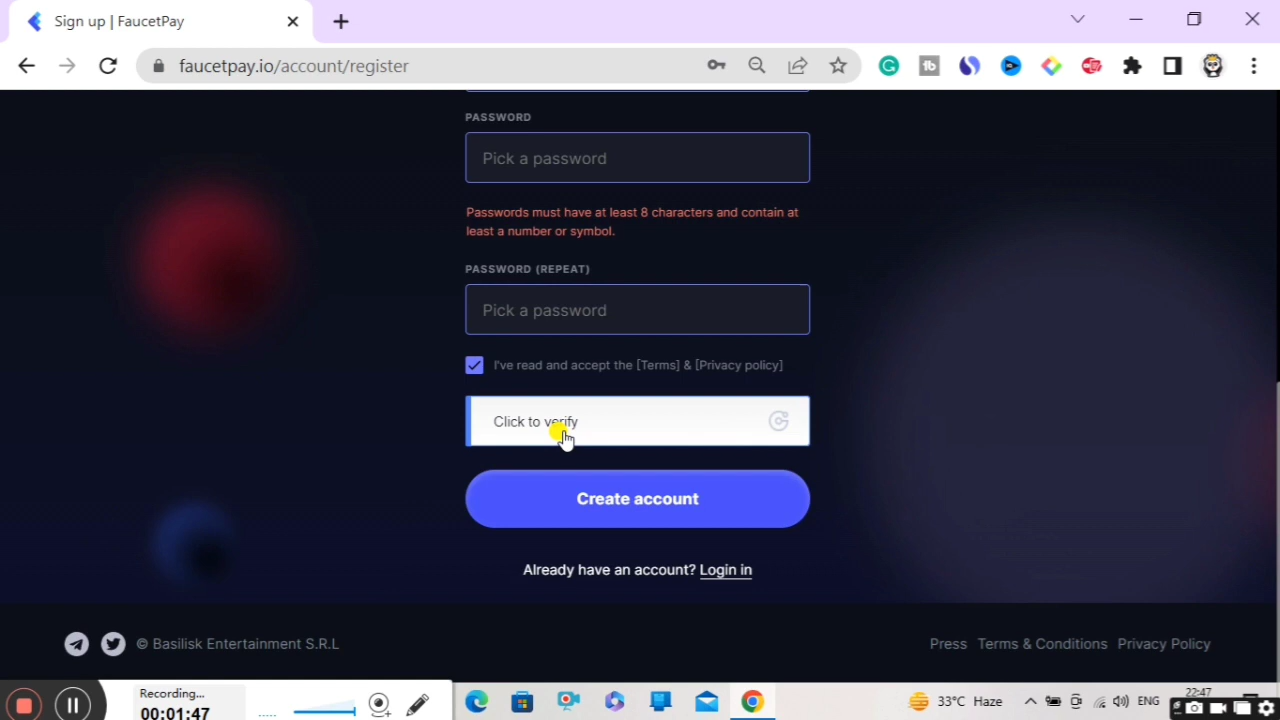 Sign up | FaucetPay
faucetpay.io/account/register
PASSWORD
Pick a password
Passwords must have at least 8 characters and contain at
least a number or symbol.
PASSWORD (REPEAT)
Pick a password
I've read and accept the [Terms] & [Privacy policy]
Click to verify
Create account
Already have an account? Login in
© Basilisk Entertainment S.R.L
Press Terms & Conditions Privacy Policy
Recording...
00:01:47
33°C Haze
ENG
22:47